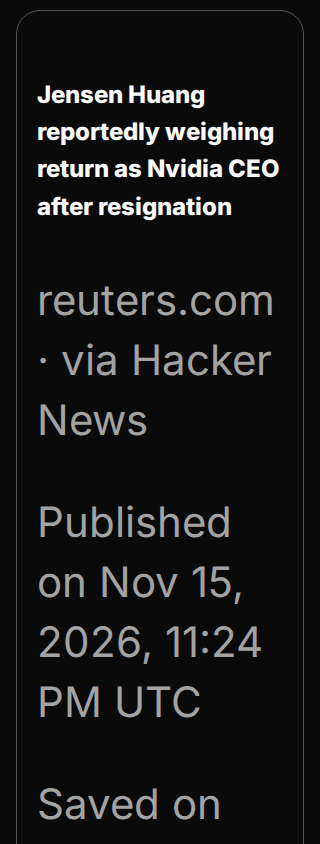 Jensen Huang
reportedly weighing
return as Nvidia CEO
after resignation
reuters.com
· via Hacker
News
Published
on Nov 15,
2026, 11:24
PM UTC
Saved on